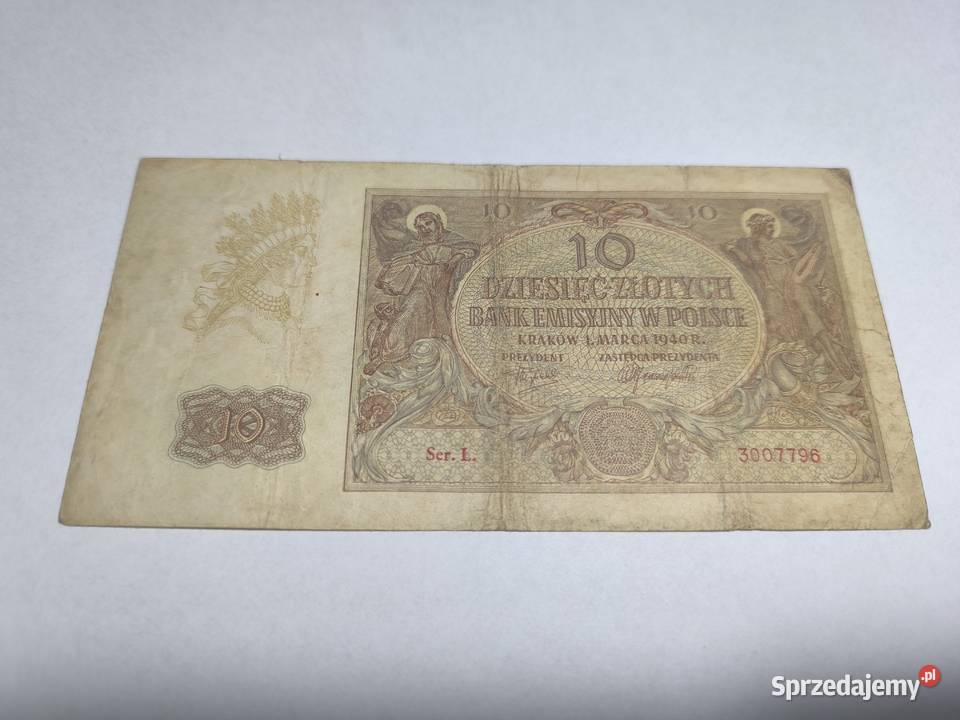 10 10
10
DZIESIĘĆ ZŁOTYCH
BANK EMISYJNY W POLSCE
KRAKÓW 1. MARCA 1940 R.
PREZYDENT ZASTĘPCA PREZYDENTA
10
Ser. L. 3007796
Sprzedajemy.pl